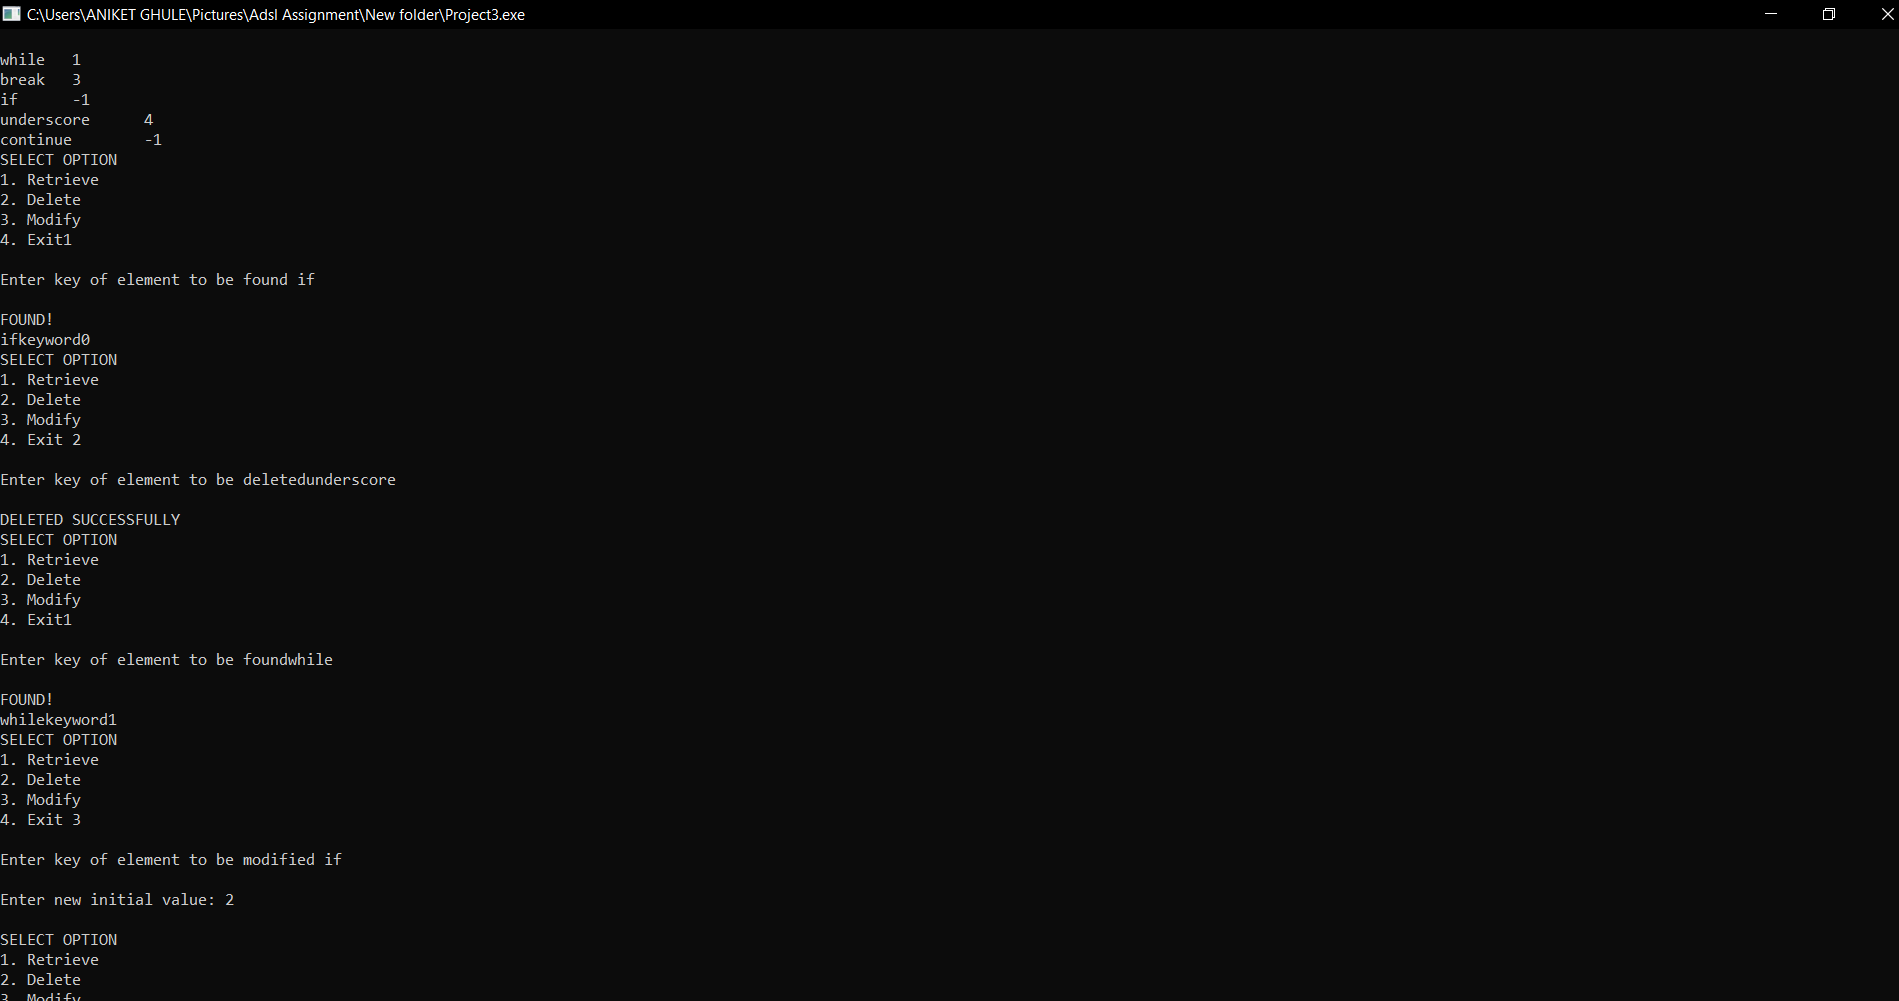 C:\Users\ANIKET GHULE\Pictures\Adsl Assignment\New folder\Project3.exe
while 1
break 3
if -1
underscore 4
continue -1
SELECT OPTION
1. Retrieve
2. Delete
3. Modify
4. Exit1
Enter key of element to be found if
FOUND!
ifkeyword0
SELECT OPTION
1. Retrieve
2. Delete
3. Modify
4. Exit 2
Enter key of element to be deletedunderscore
DELETED SUCCESSFULLY
SELECT OPTION
1. Retrieve
2. Delete
3. Modify
4. Exit1
Enter key of element to be foundwhile
FOUND!
whilekeyword1
SELECT OPTION
1. Retrieve
2. Delete
3. Modify
4. Exit 3
Enter key of element to be modified if
Enter new initial value: 2
SELECT OPTION
1. Retrieve
2. Delete
3. Modify